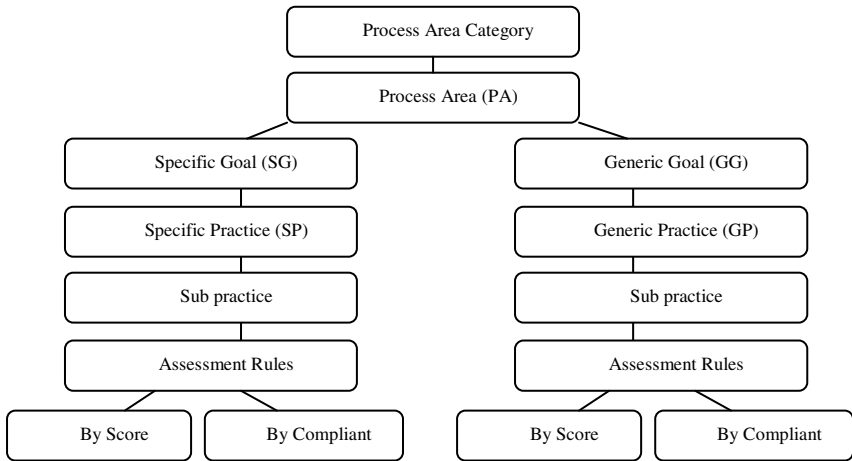 Process Area Category
Process Area (PA)
Specific Goal (SG)
Generic Goal (GG)
Specific Practice (SP)
Generic Practice (GP)
Sub practice
Sub practice
Assessment Rules
Assessment Rules
By Score
By Compliant
By Score
By Compliant